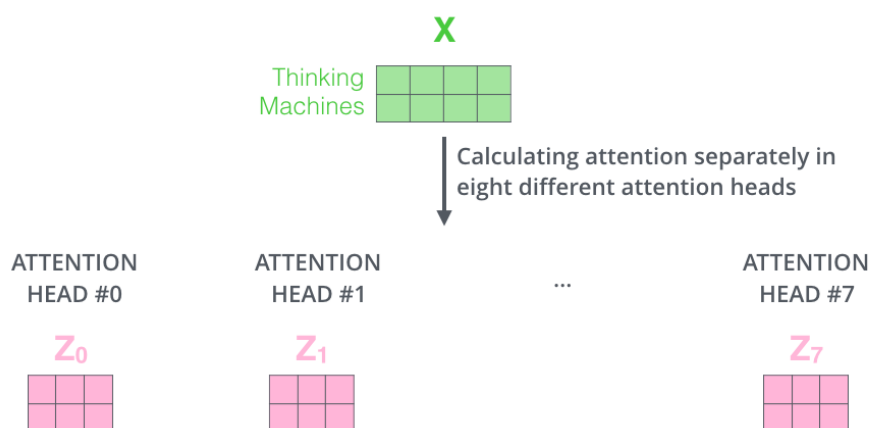 X
Thinking
Machines
Calculating attention separately in
eight different attention heads
ATTENTION
HEAD #0
ATTENTION
HEAD #1
...
ATTENTION
HEAD #7
Z₀
Z₁
Z₇